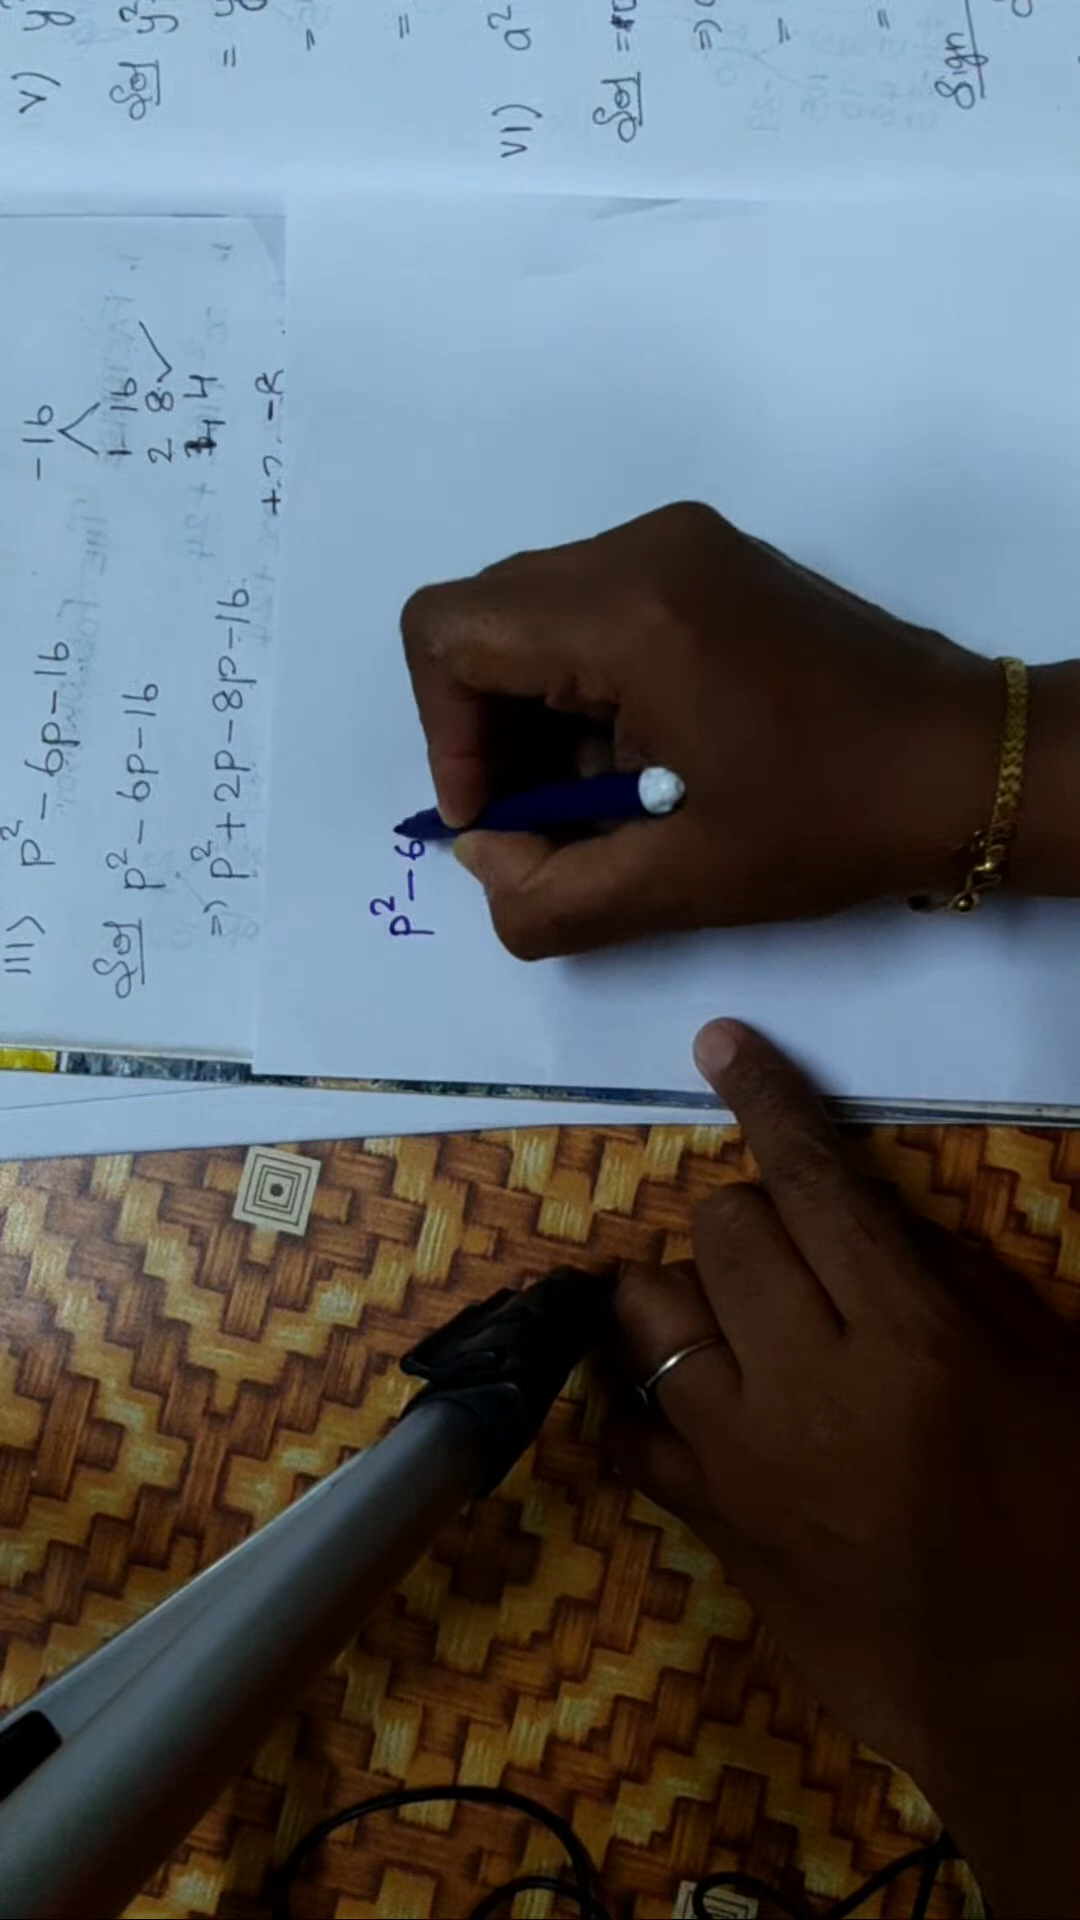 iii) p² - 6p - 16
Sol p² - 6p - 16
=) p² + 2p - 8p - 16
-16
1 16
2 8 ✓
4 4
+2 -8
p² - 6
v) y
Sol y²
= y
=
=
vi) a²
Sol =
=)
=
=
Sign